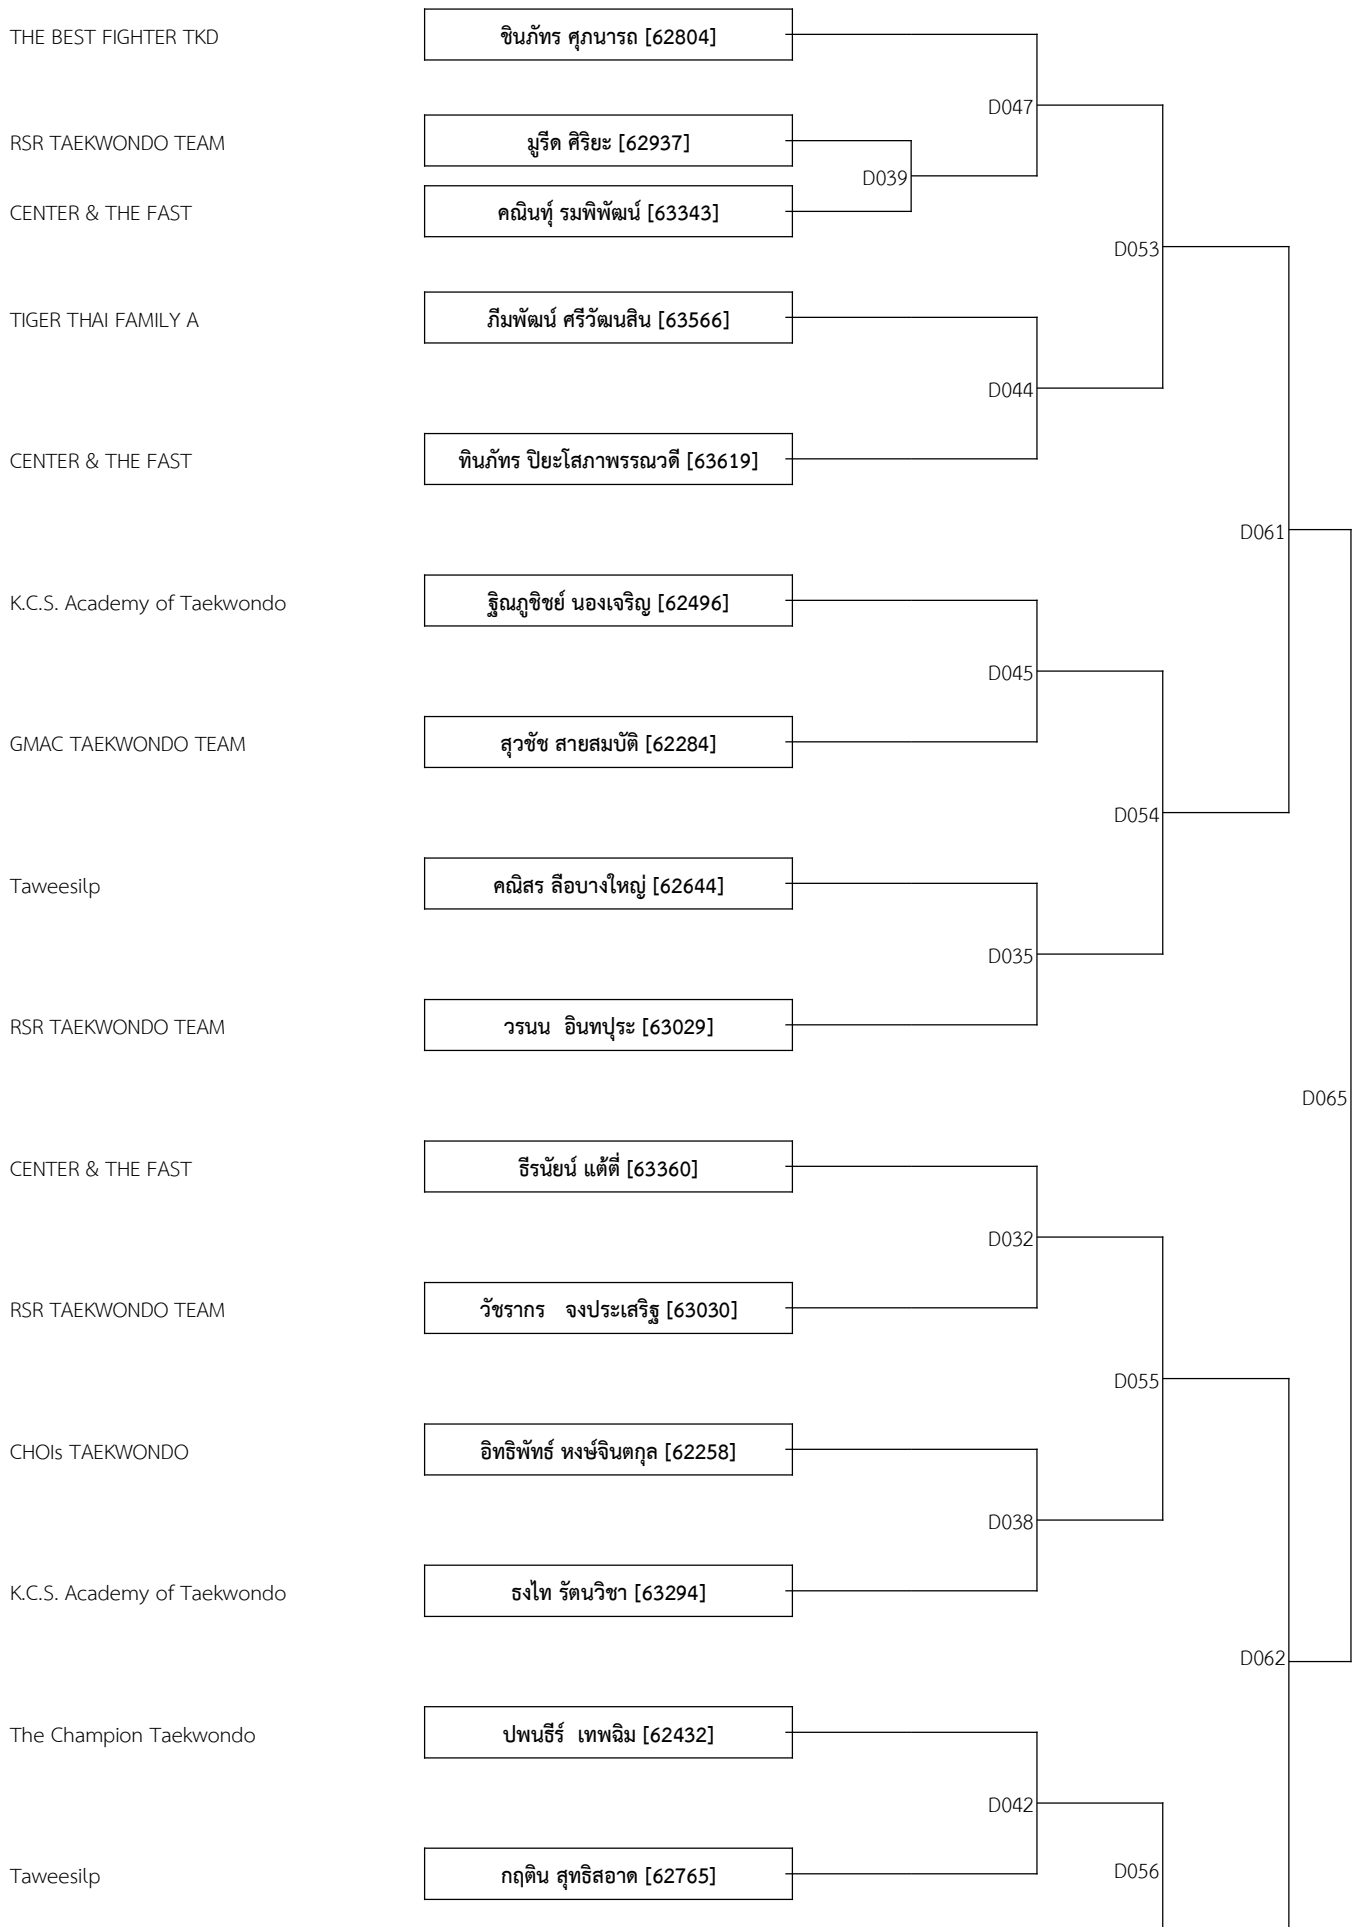 THE BEST FIGHTER TKD
ชินภัทร ศุภนารถ [62804]
D047
RSR TAEKWONDO TEAM
มูรีด ศิริยะ [62937]
D039
CENTER & THE FAST
คณินทุ์ รมพิพัฒน์ [63343]
D053
TIGER THAI FAMILY A
ภีมพัฒน์ ศรีวัฒนสิน [63566]
D044
CENTER & THE FAST
ทินภัทร ปิยะโสภาพรรณวดี [63619]
D061
K.C.S. Academy of Taekwondo
ฐิณภูชิชย์ นองเจริญ [62496]
D045
GMAC TAEKWONDO TEAM
สุวชัช สายสมบัติ [62284]
D054
Taweesilp
คณิสร ลือบางใหญ่ [62644]
D035
RSR TAEKWONDO TEAM
วรนน  อินทปุระ [63029]
D065
CENTER & THE FAST
ธีรนัยน์ แต้ตี่ [63360]
D032
RSR TAEKWONDO TEAM
วัชรากร   จงประเสริฐ [63030]
D055
CHOIs TAEKWONDO
อิทธิพัทธ์ หงษ์จินตกุล [62258]
D038
K.C.S. Academy of Taekwondo
ธงไท รัตนวิชา [63294]
D062
The Champion Taekwondo
ปพนธีร์  เทพฉิม [62432]
D042
Taweesilp
กฤติน สุทธิสอาด [62765]
D056